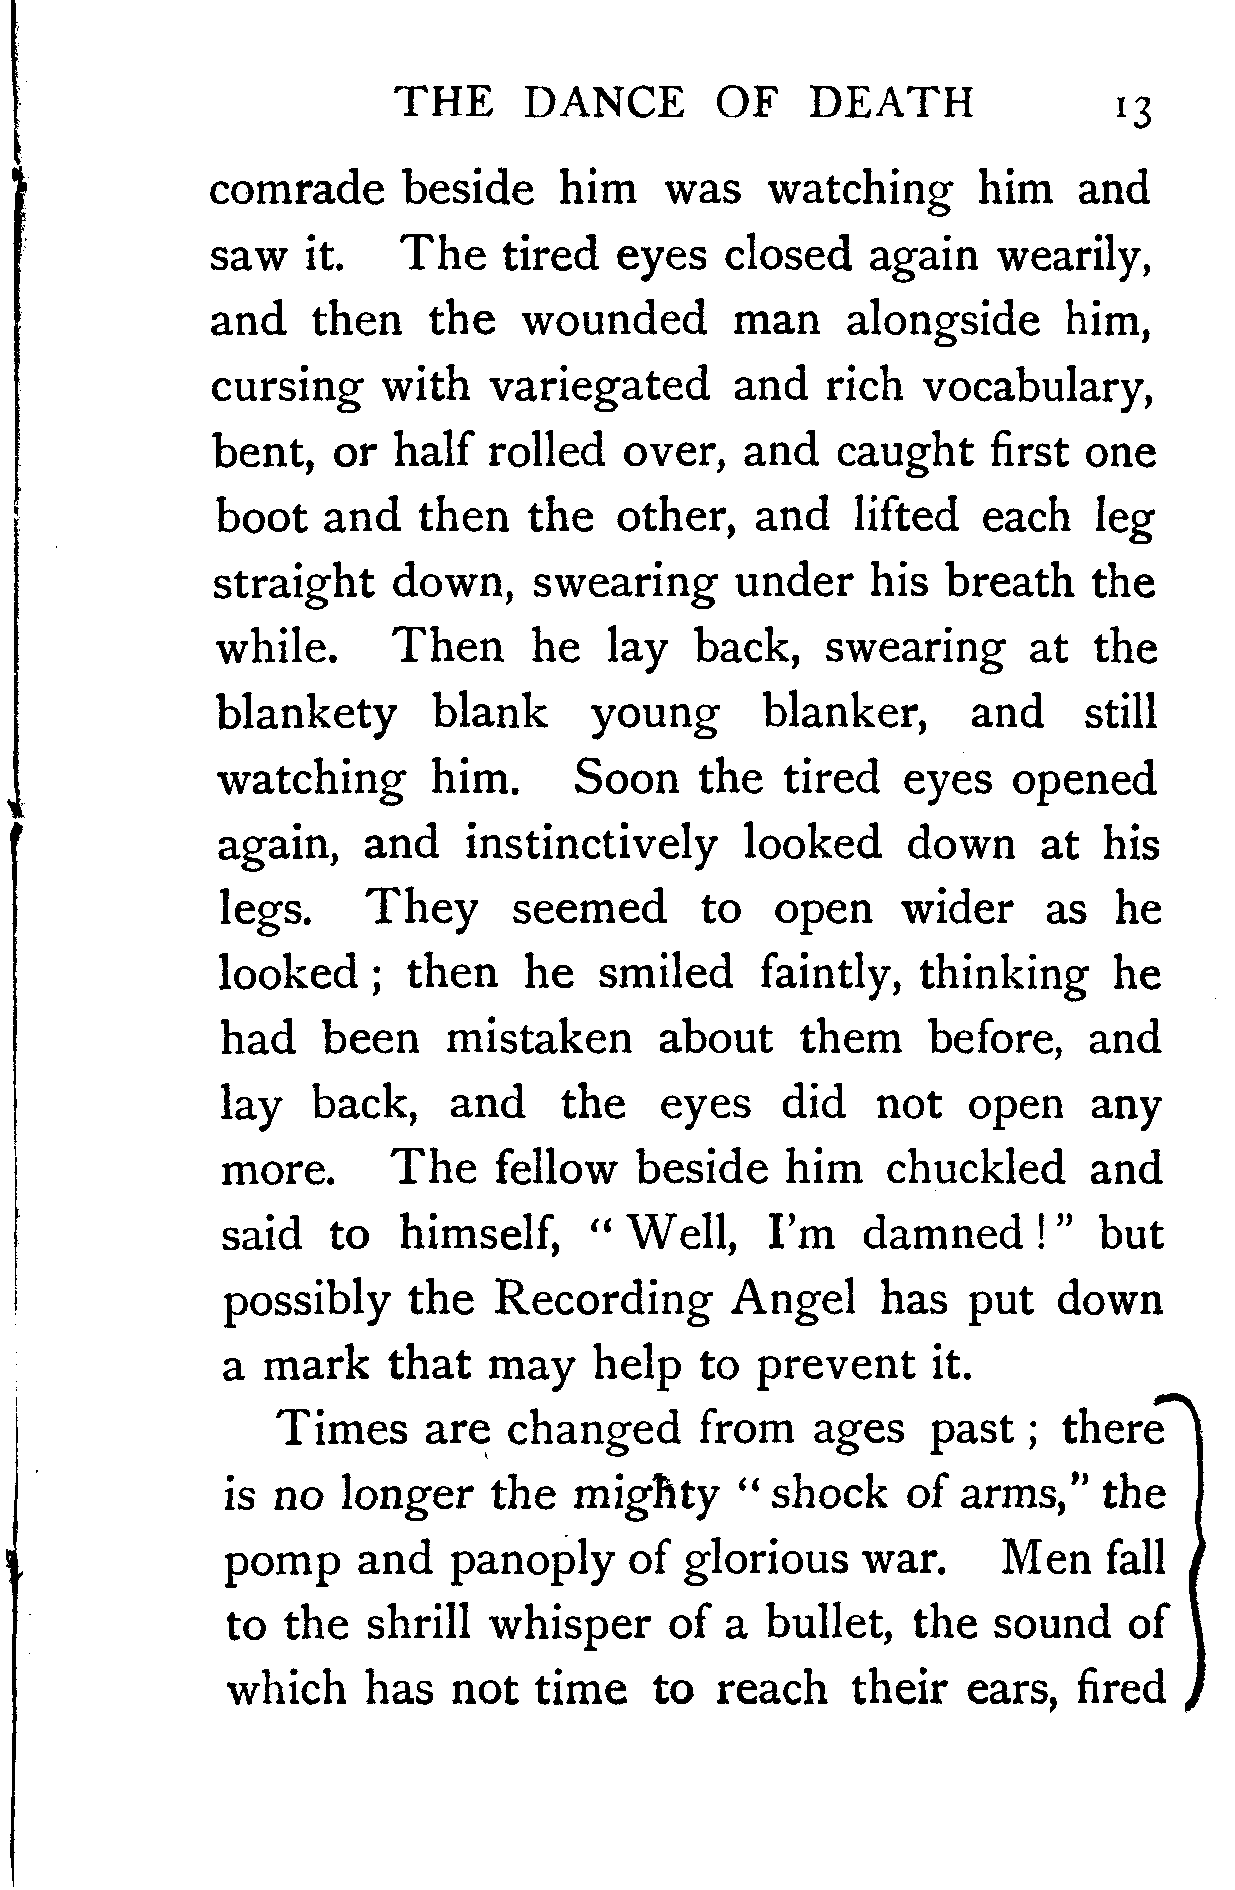 THE DANCE OF DEATH 13
comrade beside him was watching him and
saw it. The tired eyes closed again wearily,
and then the wounded man alongside him,
cursing with variegated and rich vocabulary,
bent, or half rolled over, and caught first one
boot and then the other, and lifted each leg
straight down, swearing under his breath the
while. Then he lay back, swearing at the
blankety blank young blanker, and still
watching him. Soon the tired eyes opened
again, and instinctively looked down at his
legs. They seemed to open wider as he
looked ; then he smiled faintly, thinking he
had been mistaken about them before, and
lay back, and the eyes did not open any
more. The fellow beside him chuckled and
said to himself, “ Well, I’m damned ! ” but
possibly the Recording Angel has put down
a mark that may help to prevent it.
Times are changed from ages past ; there
is no longer the mighty “ shock of arms,” the
pomp and panoply of glorious war. Men fall
to the shrill whisper of a bullet, the sound of
which has not time to reach their ears, fired